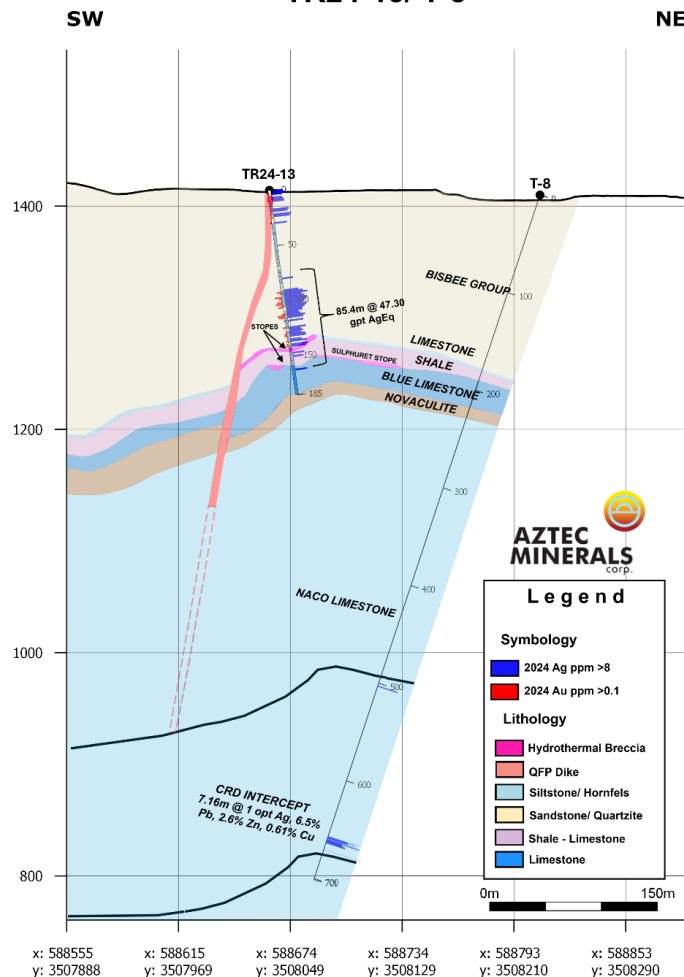 SW
NE
TR24-13
T-8
0
0
1400
50
100
BISBEE GROUP
85.4m @ 47.30
gpt AgEq
STOPES
150
LIMESTONE
SHALE
SULPHURET STOPE
BLUE LIMESTONE
200
185
NOVACULITE
1200
300
AZTEC
MINERALS
corp.
400
NACO LIMESTONE
1000
500
600
CRD INTERCEPT
7.16m @ 1 opt Ag, 6.5%
Pb, 2.6% Zn, 0.61% Cu
800
700
Legend
Symbology
2024 Ag ppm >8
2024 Au ppm >0.1
Lithology
Hydrothermal Breccia
QFP Dike
Siltstone/ Hornfels
Sandstone/ Quartzite
Shale - Limestone
Limestone
0m
150m
x: 588555
y: 3507888
x: 588615
y: 3507969
x: 588674
y: 3508049
x: 588734
y: 3508129
x: 588793
y: 3508210
x: 588853
y: 3508290